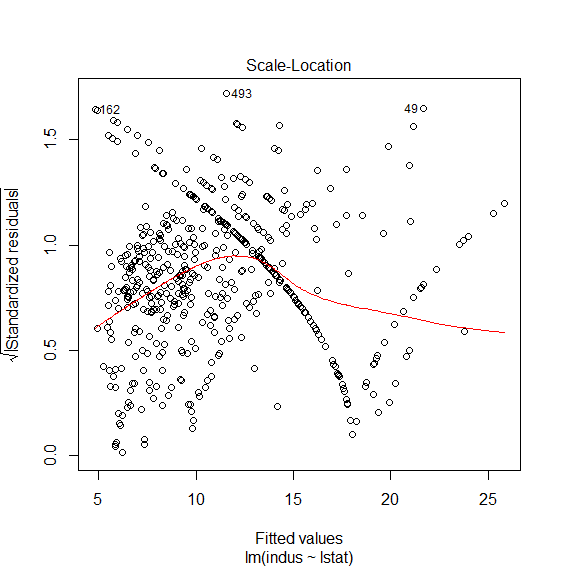 Scale-Location
162
493
49
1.5
1.0
0.5
0.0
√|Standardized residuals|
5 10 15 20 25
Fitted values
lm(indus ~ lstat)